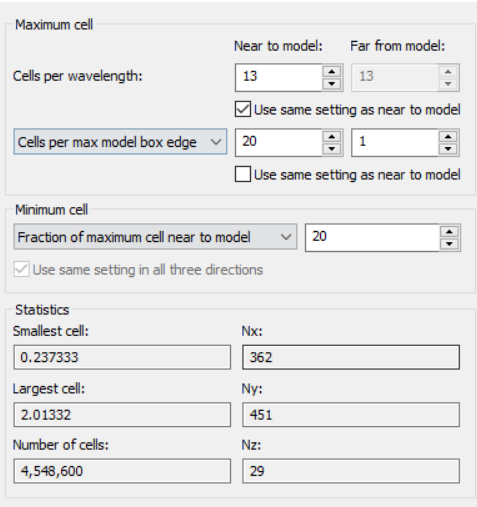 Maximum cell
Near to model: Far from model:
Cells per wavelength: 13 13
Use same setting as near to model
Cells per max model box edge 20 1
Use same setting as near to model
Minimum cell
Fraction of maximum cell near to model 20
Use same setting in all three directions
Statistics
Smallest cell: Nx:
0.237333 362
Largest cell: Ny:
2.01332 451
Number of cells: Nz:
4,548,600 29